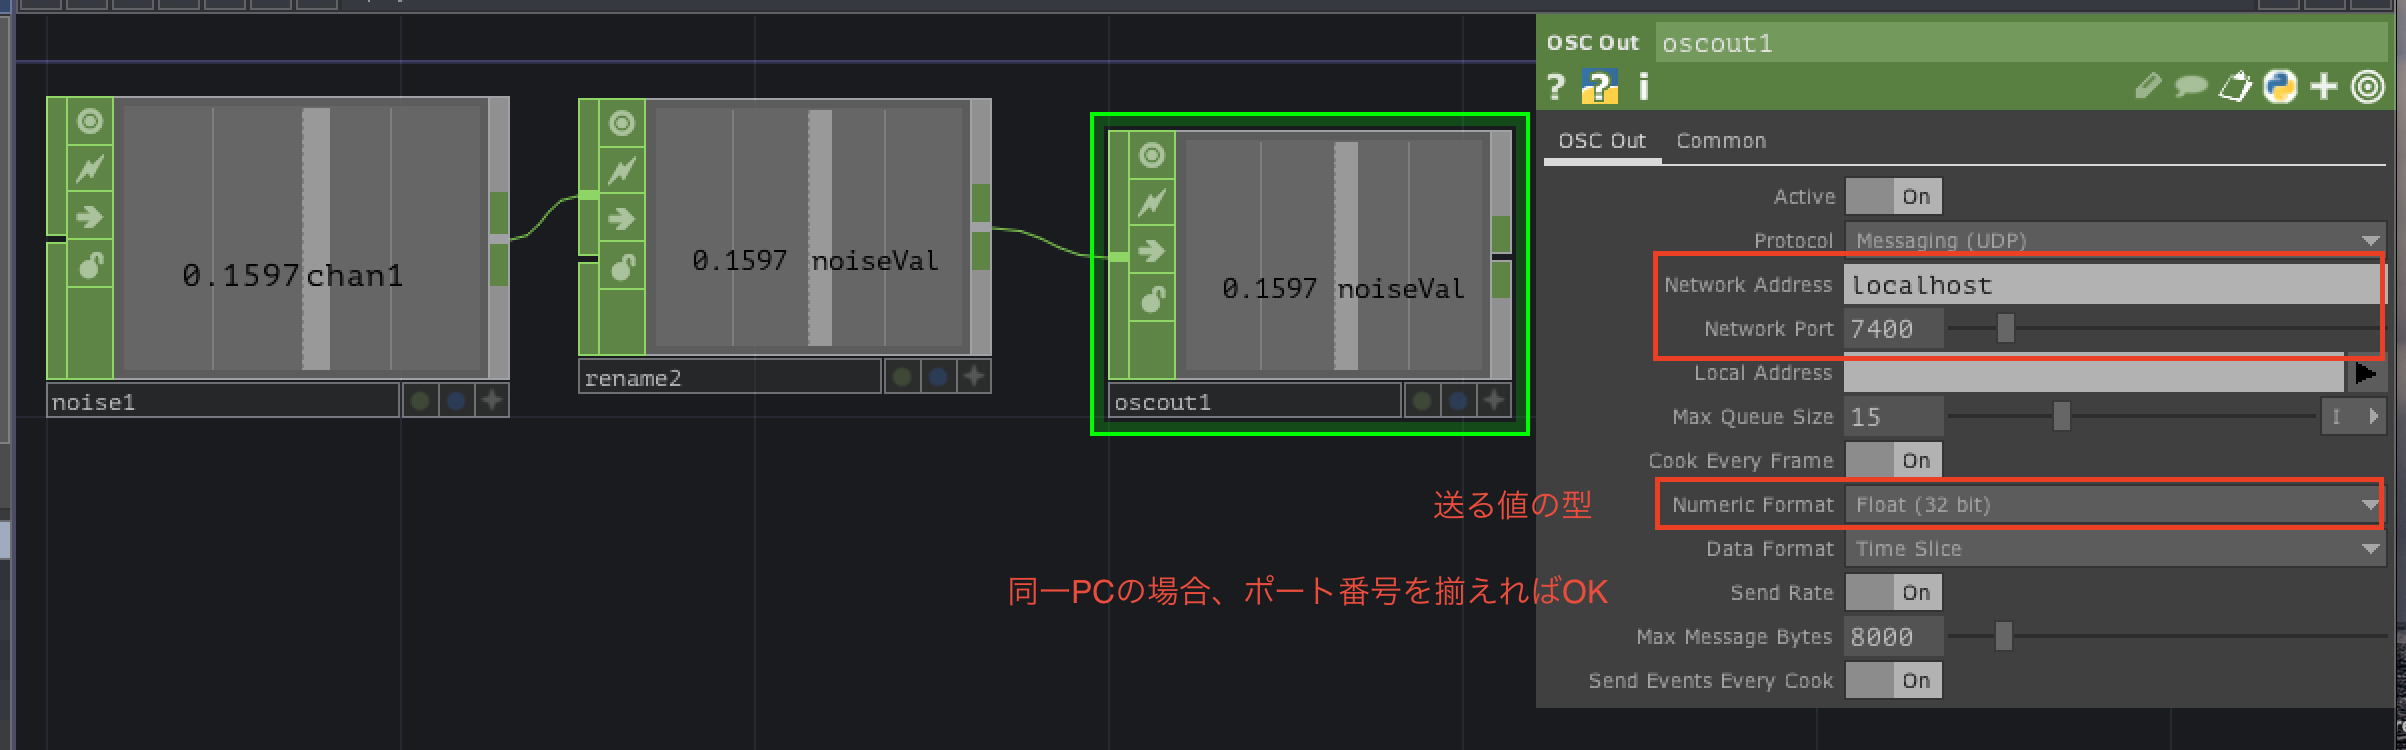 OSC Out oscout1
? ? i
OSC Out Common
Active On
Protocol Messaging (UDP)
Network Address localhost
Network Port 7400
Local Address
Max Queue Size 15 I
Cook Every Frame On
Numeric Format Float (32 bit)
Data Format Time Slice
Send Rate On
Max Message Bytes 8000
Send Events Every Cook On
0.1597 chan1
noise1
0.1597 noiseVal
rename2
0.1597 noiseVal
oscout1
送る値の型
同一PCの場合、ポート番号を揃えればOK